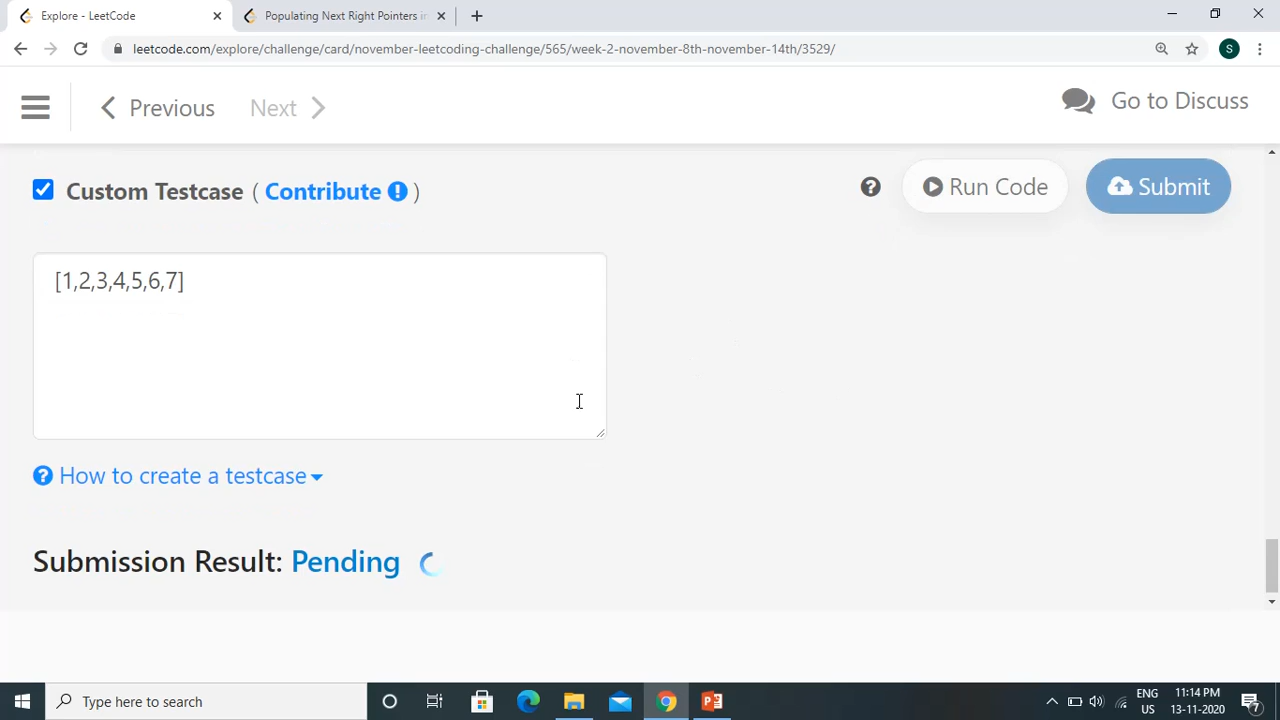 Explore - LeetCode
Populating Next Right Pointers in
leetcode.com/explore/challenge/card/november-leetcoding-challenge/565/week-2-november-8th-november-14th/3529/
S
Previous
Next
Go to Discuss
Custom Testcase ( Contribute ! )
? Run Code
Submit
[1,2,3,4,5,6,7]
? How to create a testcase
Submission Result: Pending
Type here to search
ENG
US
11:14 PM
13-11-2020
7